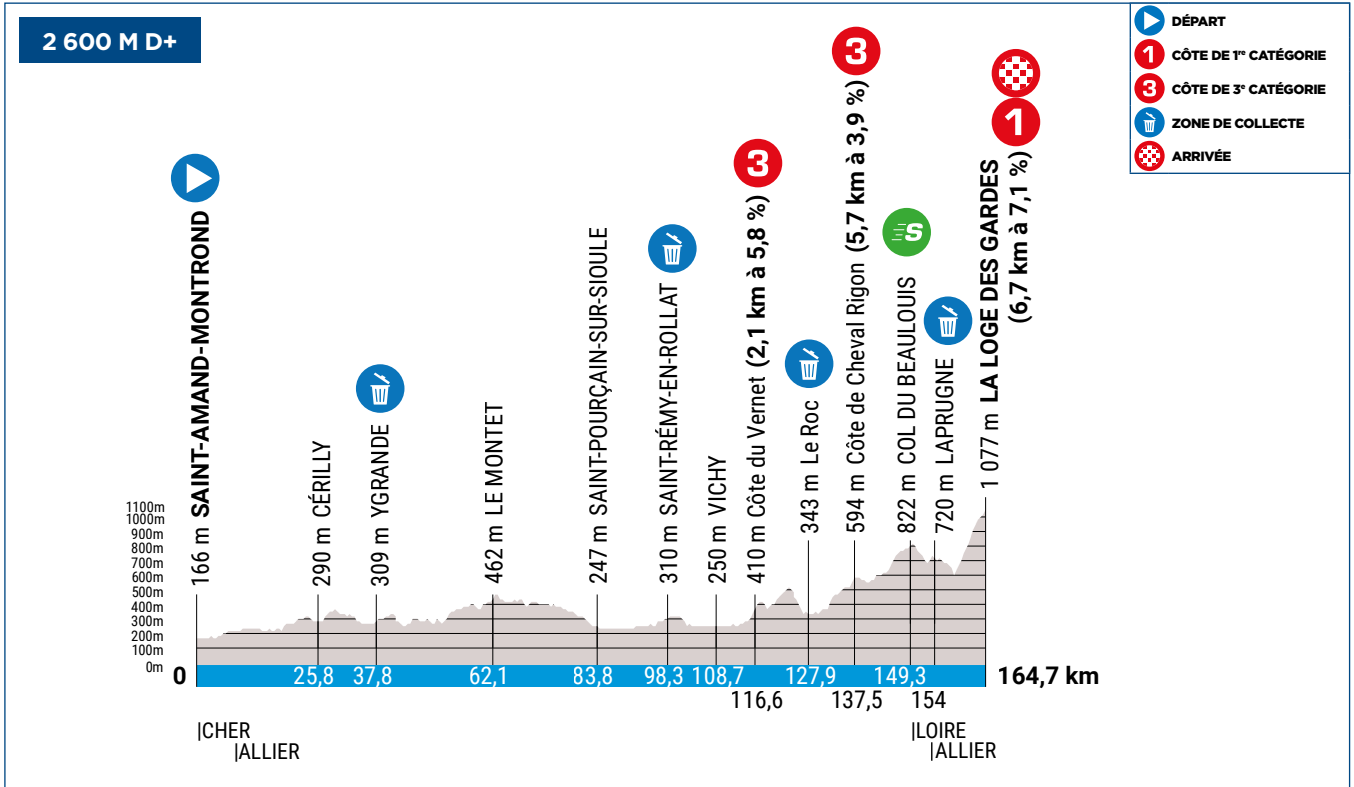 2 600 M D+
DÉPART
1 CÔTE DE 1re CATÉGORIE
3 CÔTE DE 3e CATÉGORIE
ZONE DE COLLECTE
ARRIVÉE
166 m SAINT-AMAND-MONTROND
290 m CÉRILLY
309 m YGRANDE
462 m LE MONTET
247 m SAINT-POURÇAIN-SUR-SIOULE
310 m SAINT-RÉMY-EN-ROLLAT
250 m VICHY
3
410 m Côte du Vernet (2,1 km à 5,8 %)
343 m Le Roc
3
594 m Côte de Cheval Rigon (5,7 km à 3,9 %)
S
822 m COL DU BEAULOUIS
720 m LAPRUGNE
1
1 077 m LA LOGE DES GARDES
(6,7 km à 7,1 %)
1100m
1000m
900m
800m
700m
600m
500m
400m
300m
200m
100m
0m
0 25,8 37,8 62,1 83,8 98,3 108,7 127,9 149,3 164,7 km
116,6 137,5 154
|CHER |LOIRE
|ALLIER |ALLIER